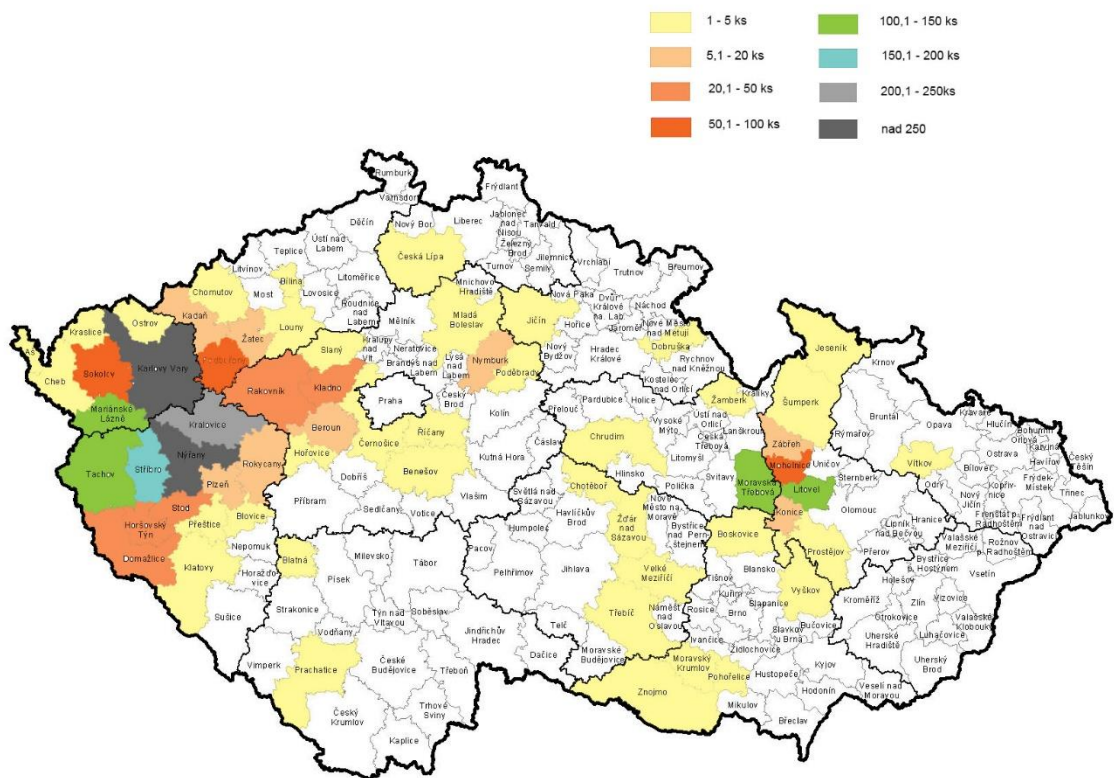 1 - 5 ks
5,1 - 20 ks
20,1 - 50 ks
50,1 - 100 ks
100,1 - 150 ks
150,1 - 200 ks
200,1 - 250ks
nad 250
Rumburk
Varnsdorf
Děčín
Ústí nad
Labem
Teplice
Litvínov
Most
Bílina
Lovosice
Litoměřice
Roudnice
nad
Labem
Chomutov
Kadaň
Žatec
Louny
Nový Bor
Česká Lípa
Liberec
Frýdlant
Jablonec
nad
Nisou
Tanvald
Železný
Brod
Jilemnice
Semily
Turnov
Vrchlabí
Trutnov
Broumov
Nová Paka
Dvůr
Králové
na. Lab.
Jaroměř
Náchod
Nové Město
nad Metují
Dobruška
Rychnov
nad Kněžnou
Kostelec
nad Orlicí
Jičín
Hořice
Nový
Bydžov
Hradec
Králové
Mnichovo
Hradiště
Mladá
Boleslav
Mělník
Kralupy
nad
Vlt.
Neratovice
Brandýs nad
Labem
Lysá
nad
Labem
Nymburk
Poděbrady
Český
Brod
Kolín
Kutná Hora
Čáslav
Slaný
Kladno
Rakovník
Beroun
Praha
Říčany
Černošice
Hořovice
Dobříš
Příbram
Benešov
Sedlčany
Votice
Vlašim
Aš
Cheb
Kraslice
Sokolov
Ostrov
Karlovy Vary
Mariánské
Lázně
Tachov
Stříbro
Kralovice
Nýřany
Plzeň
Rokycany
Stod
Horšovský
Týn
Domažlice
Přeštice
Blovice
Nepomuk
Klatovy
Horažďo-
vice
Sušice
Blatná
Strakonice
Písek
Milevsko
Tábor
Soběslav
Týn nad
Vltavou
Vodňany
Vimperk
Prachatice
České
Budějovice
Třeboň
Jindřichův
Hradec
Dačice
Trhové
Sviny
Český
Krumlov
Kaplice
Pardubice
Přelouč
Holice
Chrudim
Vysoké
Mýto
Ústí nad
Orlicí
Česká
Třebová
Litomyšl
Lanškroun
Žamberk
Králíky
Hlinsko
Polička
Svitavy
Moravská
Třebová
Světlá nad
Sázavou
Havlíčkův
Brod
Chotěboř
Humpolec
Pacov
Pelhřimov
Jihlava
Žďár
nad
Sázavou
Nové
Město
na Moravě
Bystřice
nad Pern-
štejnem
Velké
Meziříčí
Třebíč
Náměšť
nad
Oslavou
Telč
Moravské
Budějovice
Znojmo
Moravský
Krumlov
Pohořelice
Mikulov
Břeclav
Hustopeče
Hodonín
Kyjov
Veselí nad
Moravou
Židlochovice
Ivančice
Rosice
Brno
Šlapanice
Slavkov
u Brna
Bučovice
Kuřim
Tišnov
Blansko
Boskovice
Vyškov
Jeseník
Šumperk
Zábřeh
Mohelnice
Uničov
Litovel
Šternberk
Olomouc
Konice
Prostějov
Přerov
Lipník
nad
Bečvou
Hranice
Krnov
Bruntál
Rýmařov
Opava
Vítkov
Odry
Kravaře
Hlučín
Bohumín
Orlová
Karviná
Havířov
Český
Těšín
Ostrava
Bílovec
Nový
Jičín
Kopřiv-
nice
Frýdek-
Místek
Třinec
Jablunkov
Frenštát p.
Radhoštěm
Frýdlant
nad
Ostravicí
Valašské
Meziříčí
Rožnov
p. Radhoštěm
Bystřice
p. Hostýnem
Holešov
Vsetín
Kroměříž
Otrokovice
Zlín
Vizovice
Valašské
Klobouky
Luhačovice
Uherské
Hradiště
Uherský
Brod